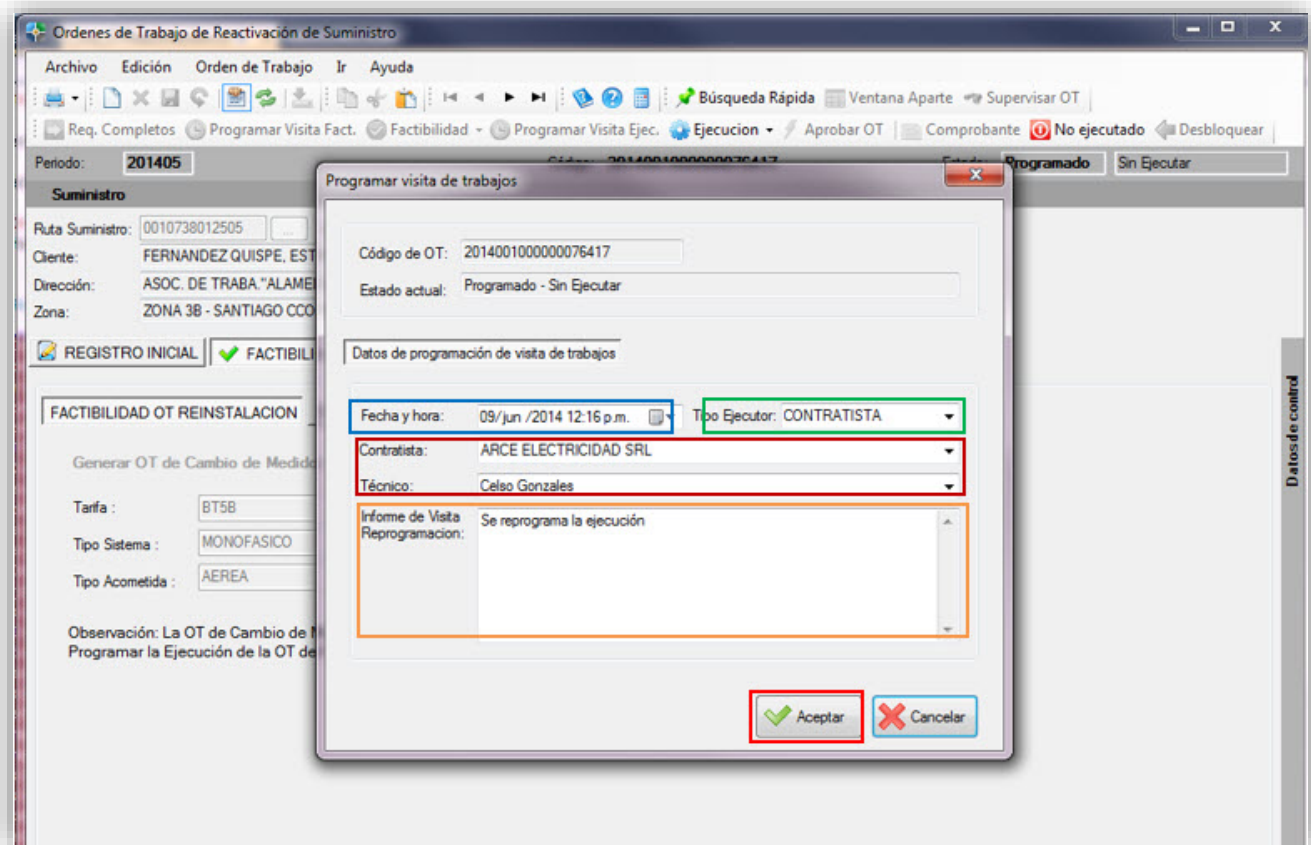 Ordenes de Trabajo de Reactivación de Suministro
Archivo Edición Orden de Trabajo Ir Ayuda
Búsqueda Rápida Ventana Aparte Supervisar OT
Req. Completos Programar Visita Fact. Factibilidad Programar Visita Ejec. Ejecucion Aprobar OT Comprobante No ejecutado Desbloquear
Periodo: 201405 Código: 2014001000000076417 Estado: Programado Sin Ejecutar
Suministro
Ruta Suministro: 0010738012505 ...
Cliente: FERNANDEZ QUISPE, EST
Dirección: ASOC. DE TRABA."ALAME
Zona: ZONA 3B - SANTIAGO CCO
REGISTRO INICIAL FACTIBILI
FACTIBILIDAD OT REINSTALACION
Generar OT de Cambio de Medido
Tarifa : BT5B
Tipo Sistema : MONOFASICO
Tipo Acometida : AEREA
Observación: La OT de Cambio de M
Programar la Ejecución de la OT de
Programar visita de trabajos
Código de OT: 2014001000000076417
Estado actual: Programado - Sin Ejecutar
Datos de programación de visita de trabajos
Fecha y hora: 09/jun /2014 12:16 p.m. Tipo Ejecutor: CONTRATISTA
Contratista: ARCE ELECTRICIDAD SRL
Técnico: Celso Gonzales
Informe de Visita Se reprograma la ejecución
Reprogramacion:
Aceptar Cancelar
Datos de control